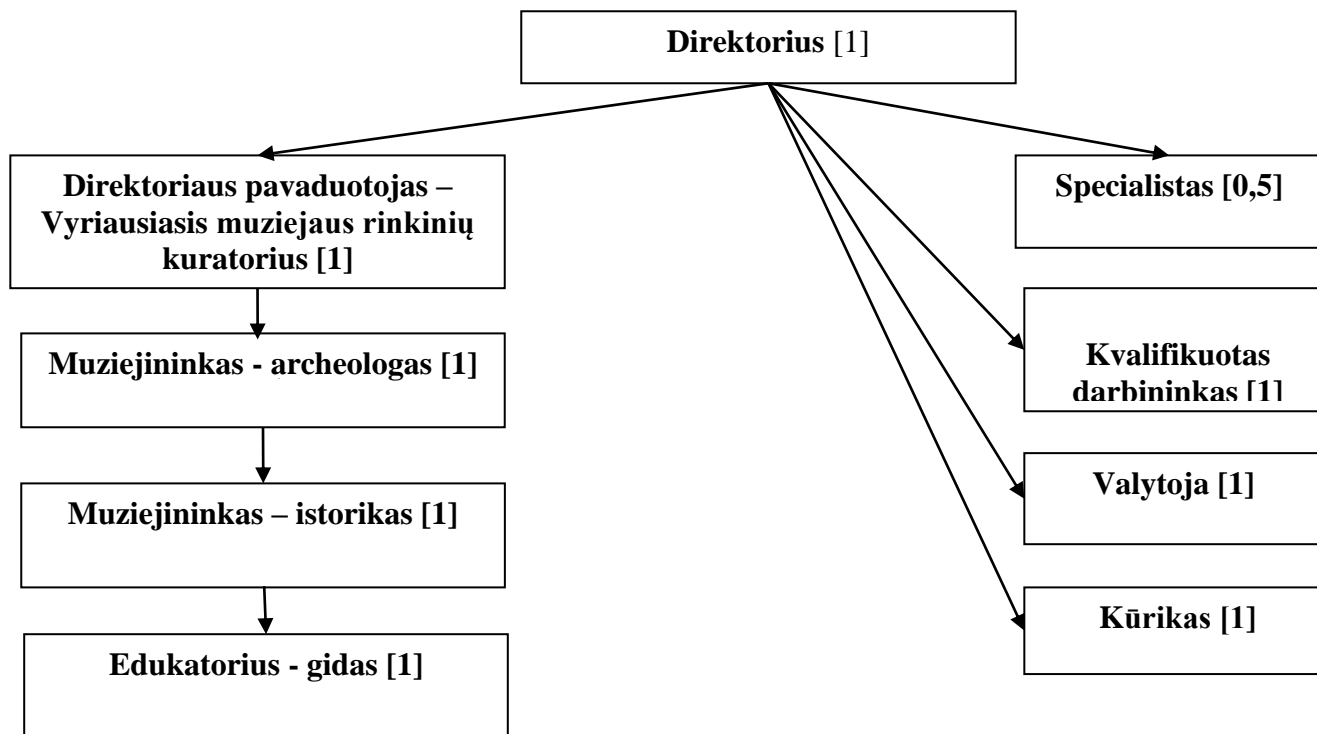 Direktorius [1]
Direktoriaus pavaduotojas –
Vyriausiasis muziejaus rinkinių
kuratorius [1]
Specialistas [0,5]
Muziejininkas - archeologas [1]
Kvalifikuotas
darbininkas [1]
Muziejininkas – istorikas [1]
Valytoja [1]
Edukatorius - gidas [1]
Kūrikas [1]